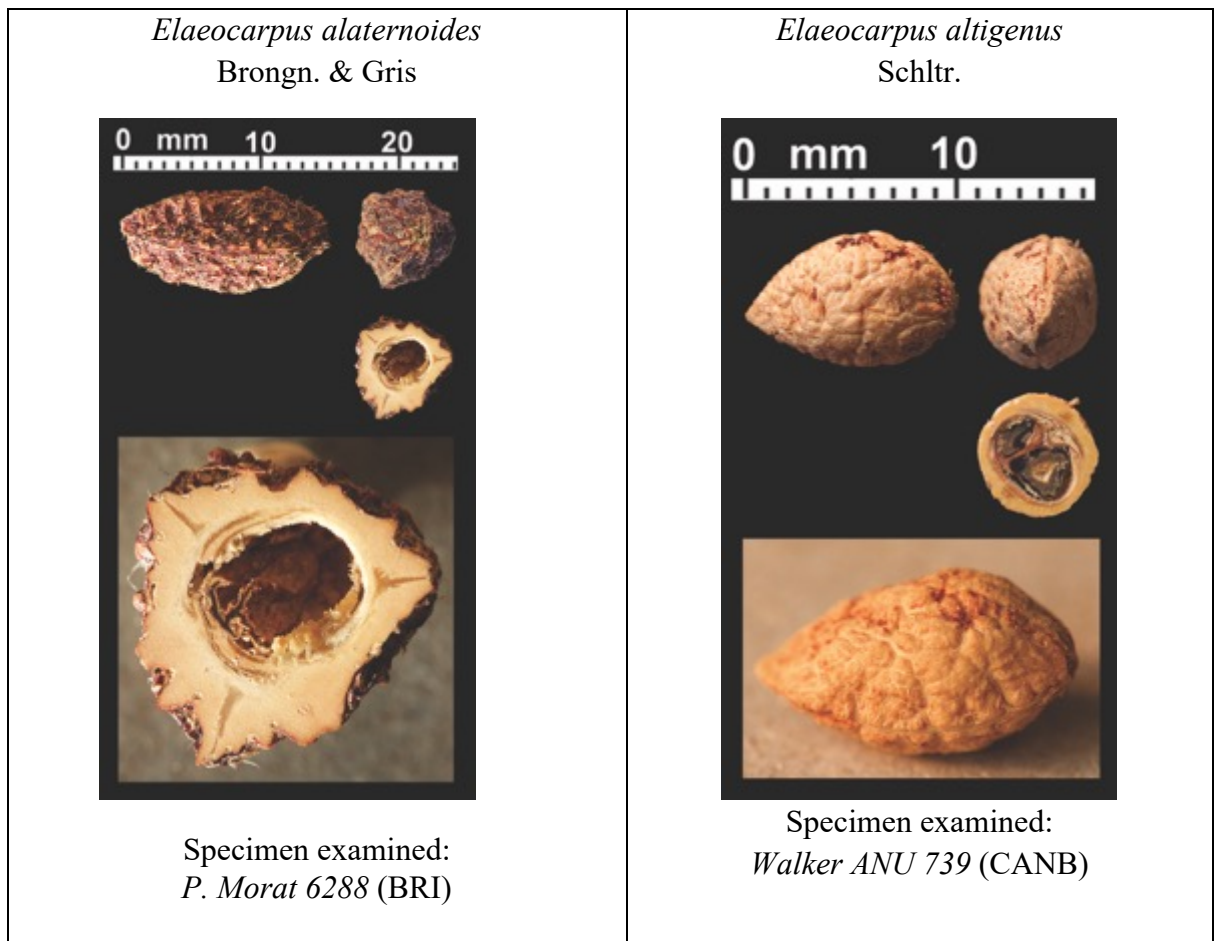 Elaeocarpus alaternoides
Brongn. & Gris
0 mm 10 20
Specimen examined:
P. Morat 6288 (BRI)
Elaeocarpus altigenus
Schltr.
0 mm 10
Specimen examined:
Walker ANU 739 (CANB)